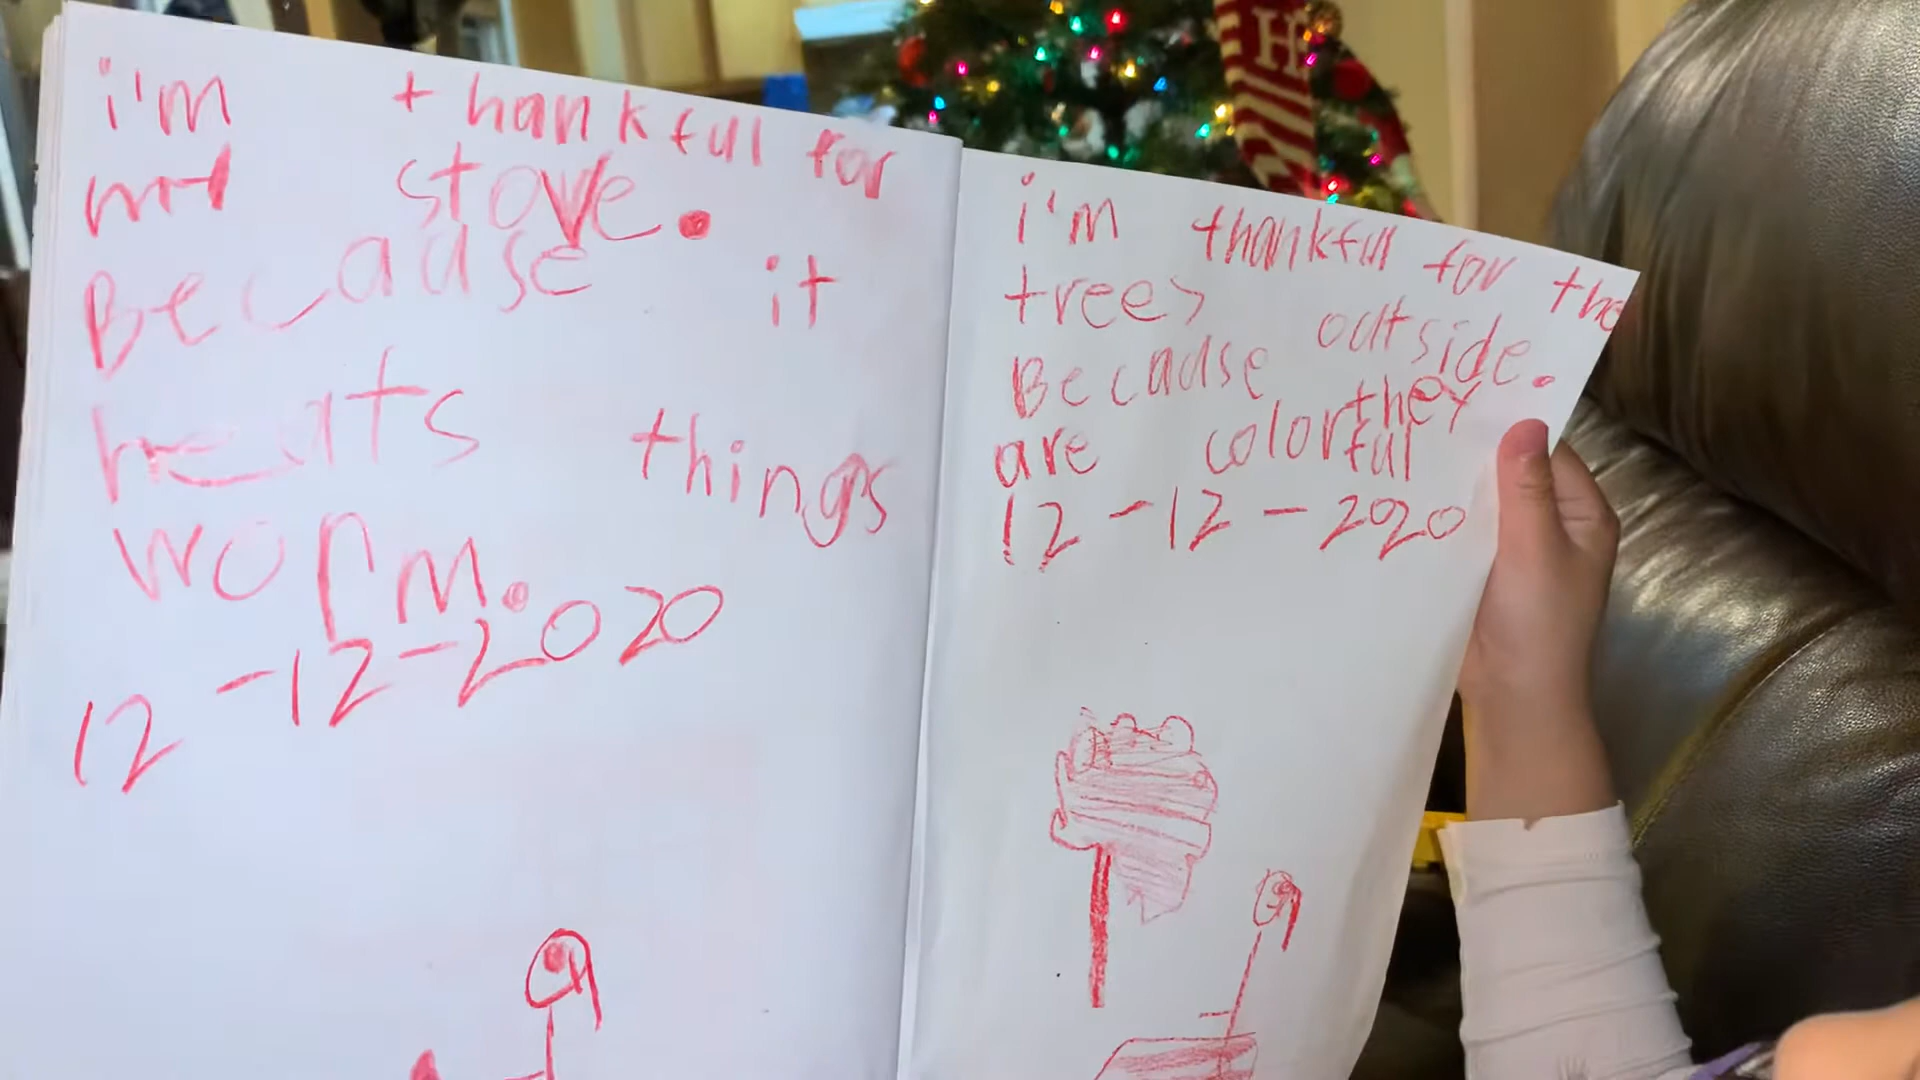 i'm thankful for
stove.
Because it
heats things
worm.
12-12-2020
i'm thankful for the
trees outside.
Because they
are colorful
12-12-2020
H